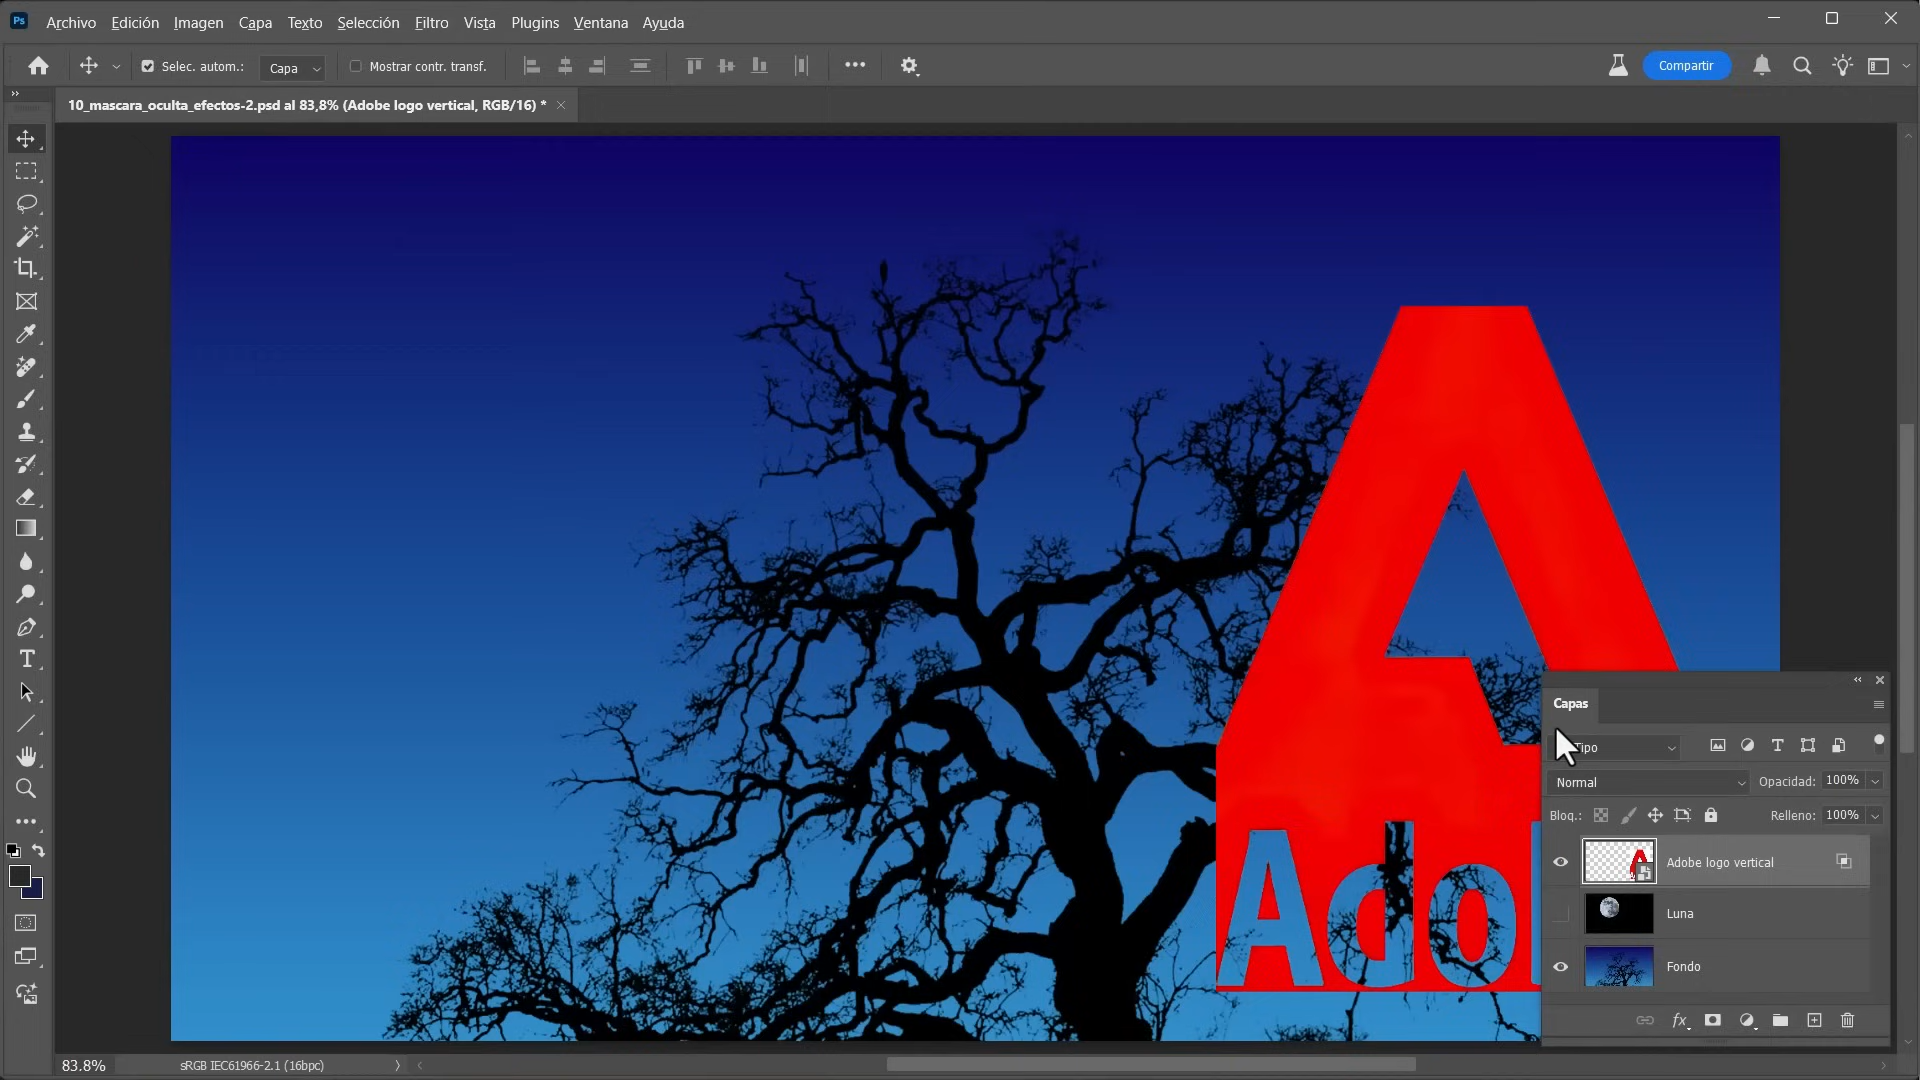 Ps Archivo Edición Imagen Capa Texto Selección Filtro Vista Plugins Ventana Ayuda
Selec. autom.: Capa Mostrar contr. transf. Compartir
10_mascara_oculta_efectos-2.psd al 83,8% (Adobe logo vertical, RGB/16) *
Capas
Tipo
Normal Opacidad: 100%
Bloq.: Relleno: 100%
Adobe logo vertical
Luna
Fondo
fx
83.8% sRGB IEC61966-2.1 (16bpc)